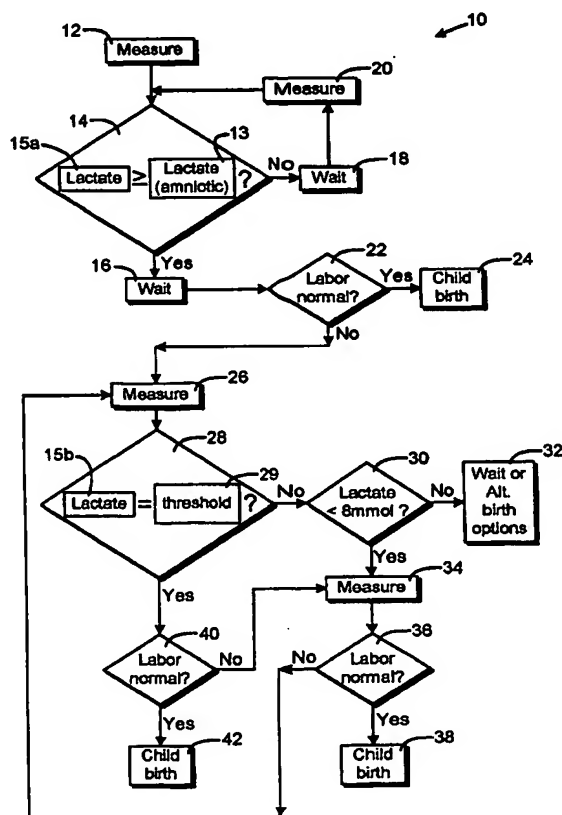 10
12
Measure
20
Measure
14
15a
13
Lactate ≥ Lactate (amniotic) ?
No
18
Wait
Yes
16
Wait
22
Labor normal?
Yes
24
Child birth
No
26
Measure
28
15b
29
Lactate = threshold ?
No
30
Lactate < 8mmol ?
No
32
Wait or Alt. birth options
Yes
34
Measure
Yes
40
Labor normal?
No
36
Labor normal?
No
Yes
42
Child birth
Yes
38
Child birth